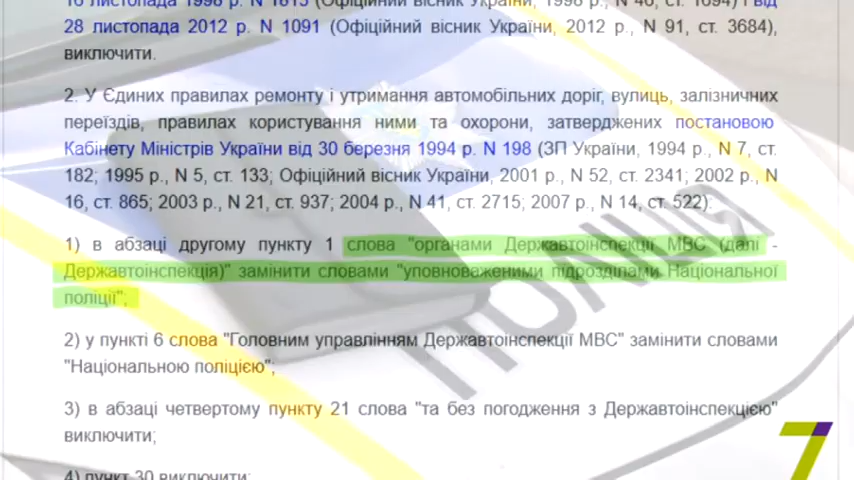 16 листопада 1998 р. N 1815 (Офіційний вісник України, 1998 р., N 46, ст. 1694) і від
28 листопада 2012 р. N 1091 (Офіційний вісник України, 2012 р., N 91, ст. 3684),
виключити.
2. У Єдиних правилах ремонту і утримання автомобільних доріг, вулиць, залізничних
переїздів, правилах користування ними та охорони, затверджених постановою
Кабінету Міністрів України від 30 березня 1994 р. N 198 (ЗП України, 1994 р., N 7, ст.
182; 1995 р., N 5, ст. 133; Офіційний вісник України, 2001 р., N 52, ст. 2341; 2002 р., N
16, ст. 865; 2003 р., N 21, ст. 937; 2004 р., N 41, ст. 2715; 2007 р., N 14, ст. 522):
1) в абзаці другому пункту 1 слова "органами Державтоінспекції МВС (далі -
Державтоінспекція)" замінити словами "уповноваженими підрозділами Національної
поліції";
2) у пункті 6 слова "Головним управлінням Державтоінспекції МВС" замінити словами
"Національною поліцією";
3) в абзаці четвертому пункту 21 слова "та без погодження з Державтоінспекцією"
виключити;
4) пункт 30 виключити;
ПОЛІЦІЯ
7